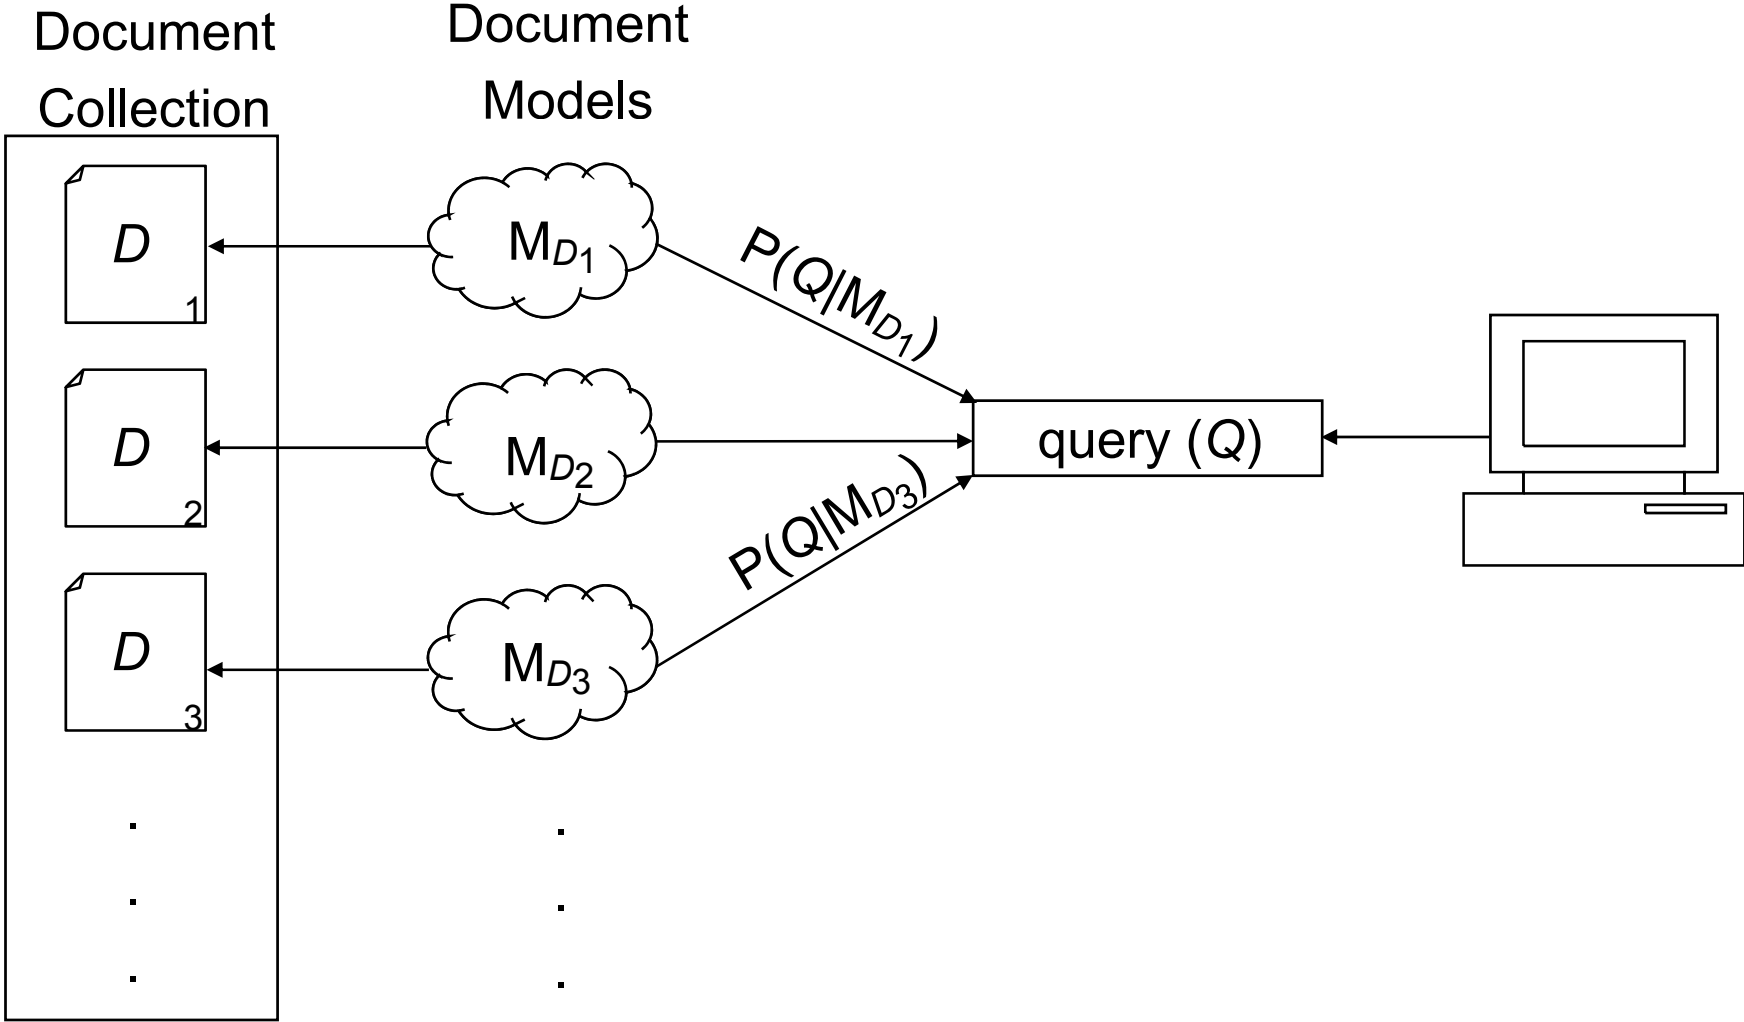 Document
Collection
Document
Models
D
1
M_D1
P(Q|M_D1)
D
2
M_D2
query (Q)
P(Q|M_D3)
D
3
M_D3
.
.
.
.
.
.